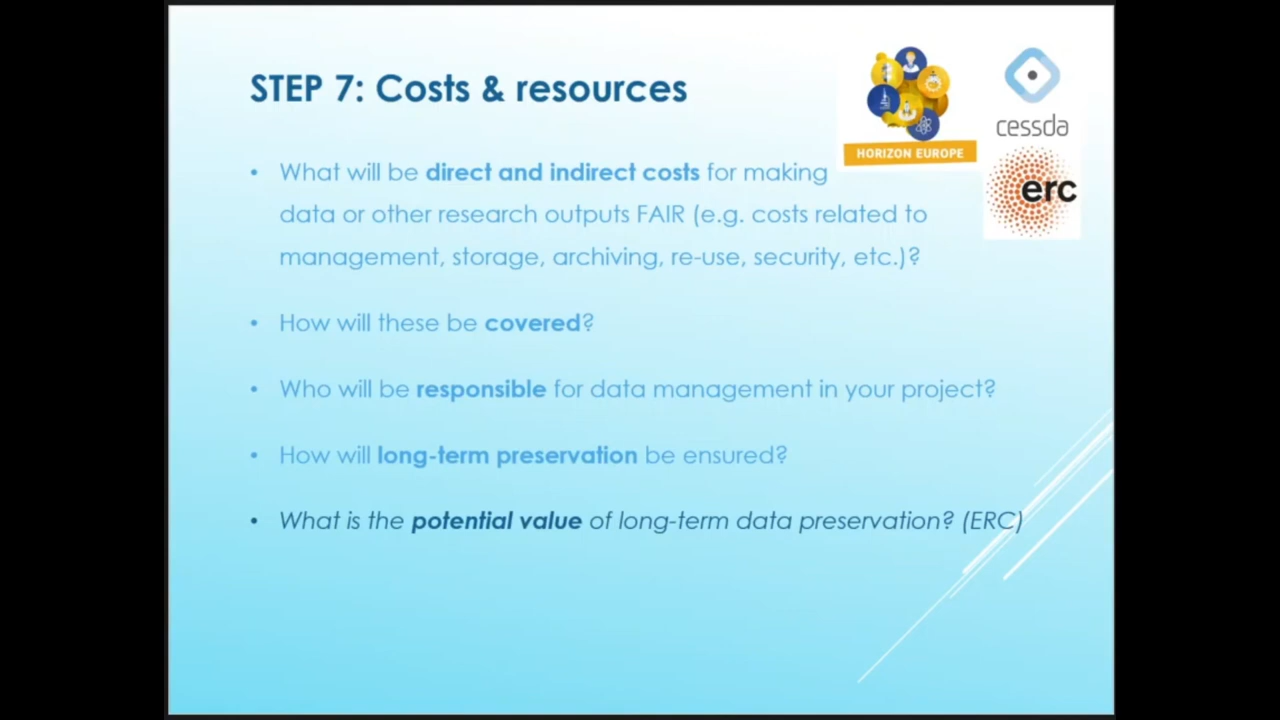 STEP 7: Costs & resources
HORIZON EUROPE
cessda
erc
• What will be direct and indirect costs for making
data or other research outputs FAIR (e.g. costs related to
management, storage, archiving, re-use, security, etc.)?
• How will these be covered?
• Who will be responsible for data management in your project?
• How will long-term preservation be ensured?
• What is the potential value of long-term data preservation? (ERC)